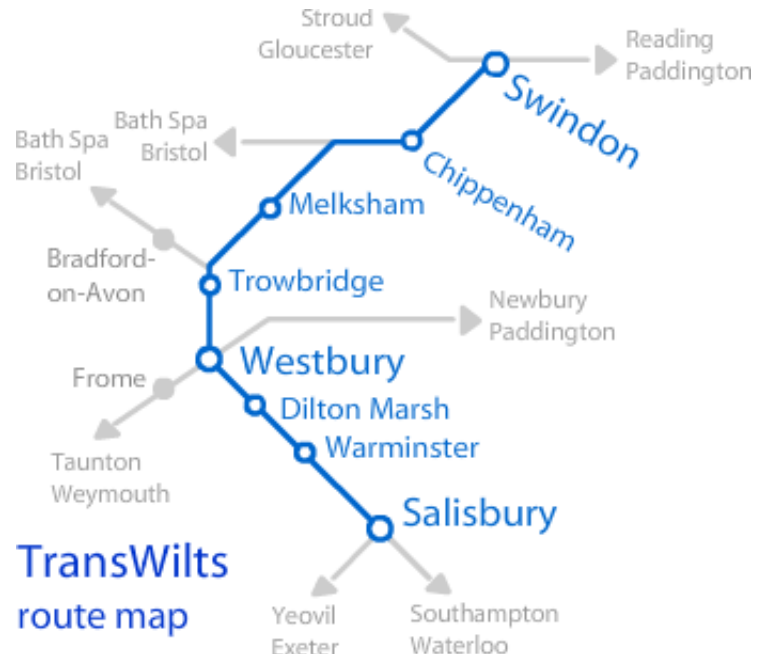 Stroud
Gloucester
Reading
Paddington
Swindon
Bath Spa
Bristol
Bath Spa
Bristol
Chippenham
Melksham
Bradford-
on-Avon
Trowbridge
Newbury
Paddington
Westbury
Frome
Dilton Marsh
Warminster
Taunton
Weymouth
Salisbury
TransWilts
route map
Yeovil
Exeter
Southampton
Waterloo